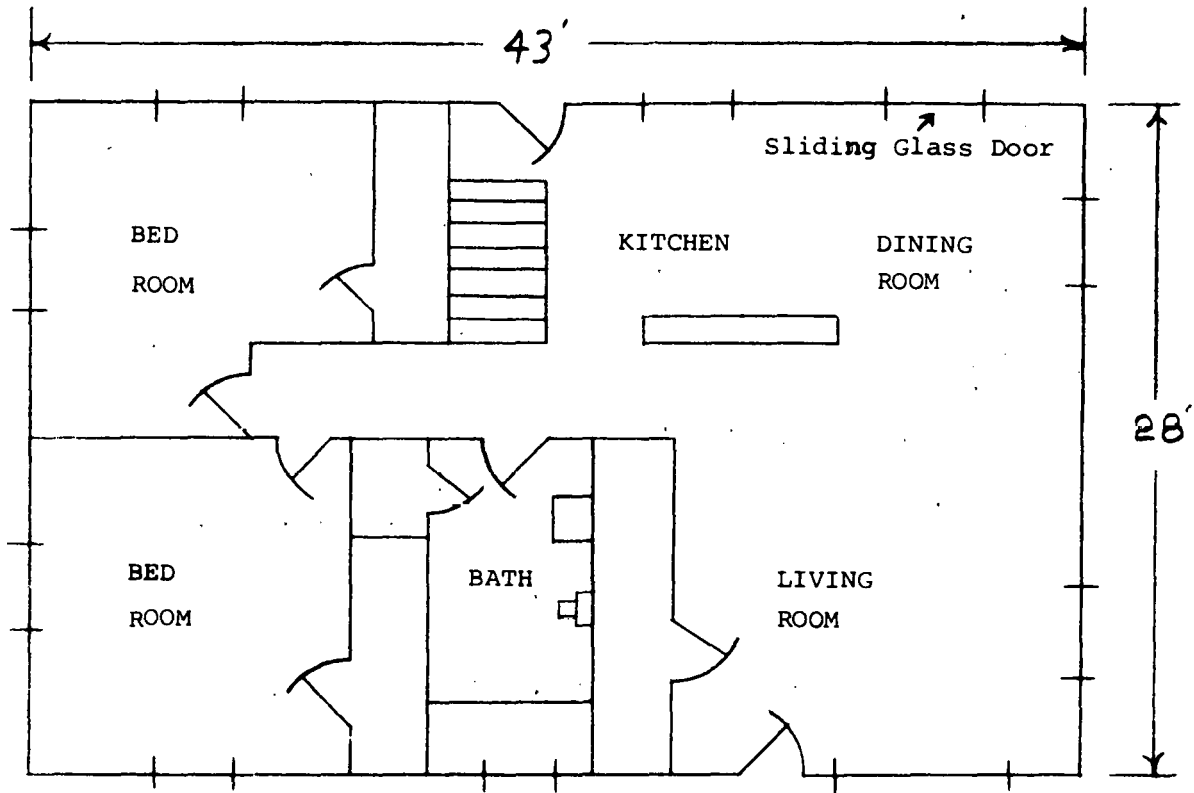 43'
Sliding Glass Door
BED
ROOM
KITCHEN
DINING
ROOM
28'
BED
ROOM
BATH
LIVING
ROOM